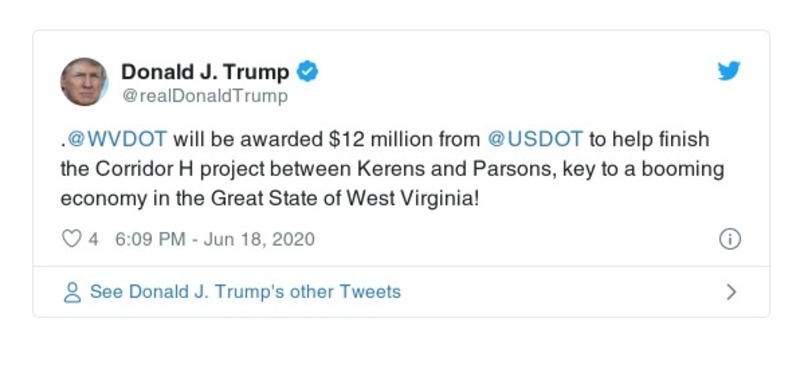 Donald J. Trump
@realDonaldTrump
.@WVDOT will be awarded $12 million from @USDOT to help finish
the Corridor H project between Kerens and Parsons, key to a booming
economy in the Great State of West Virginia!
4 6:09 PM - Jun 18, 2020
See Donald J. Trump's other Tweets